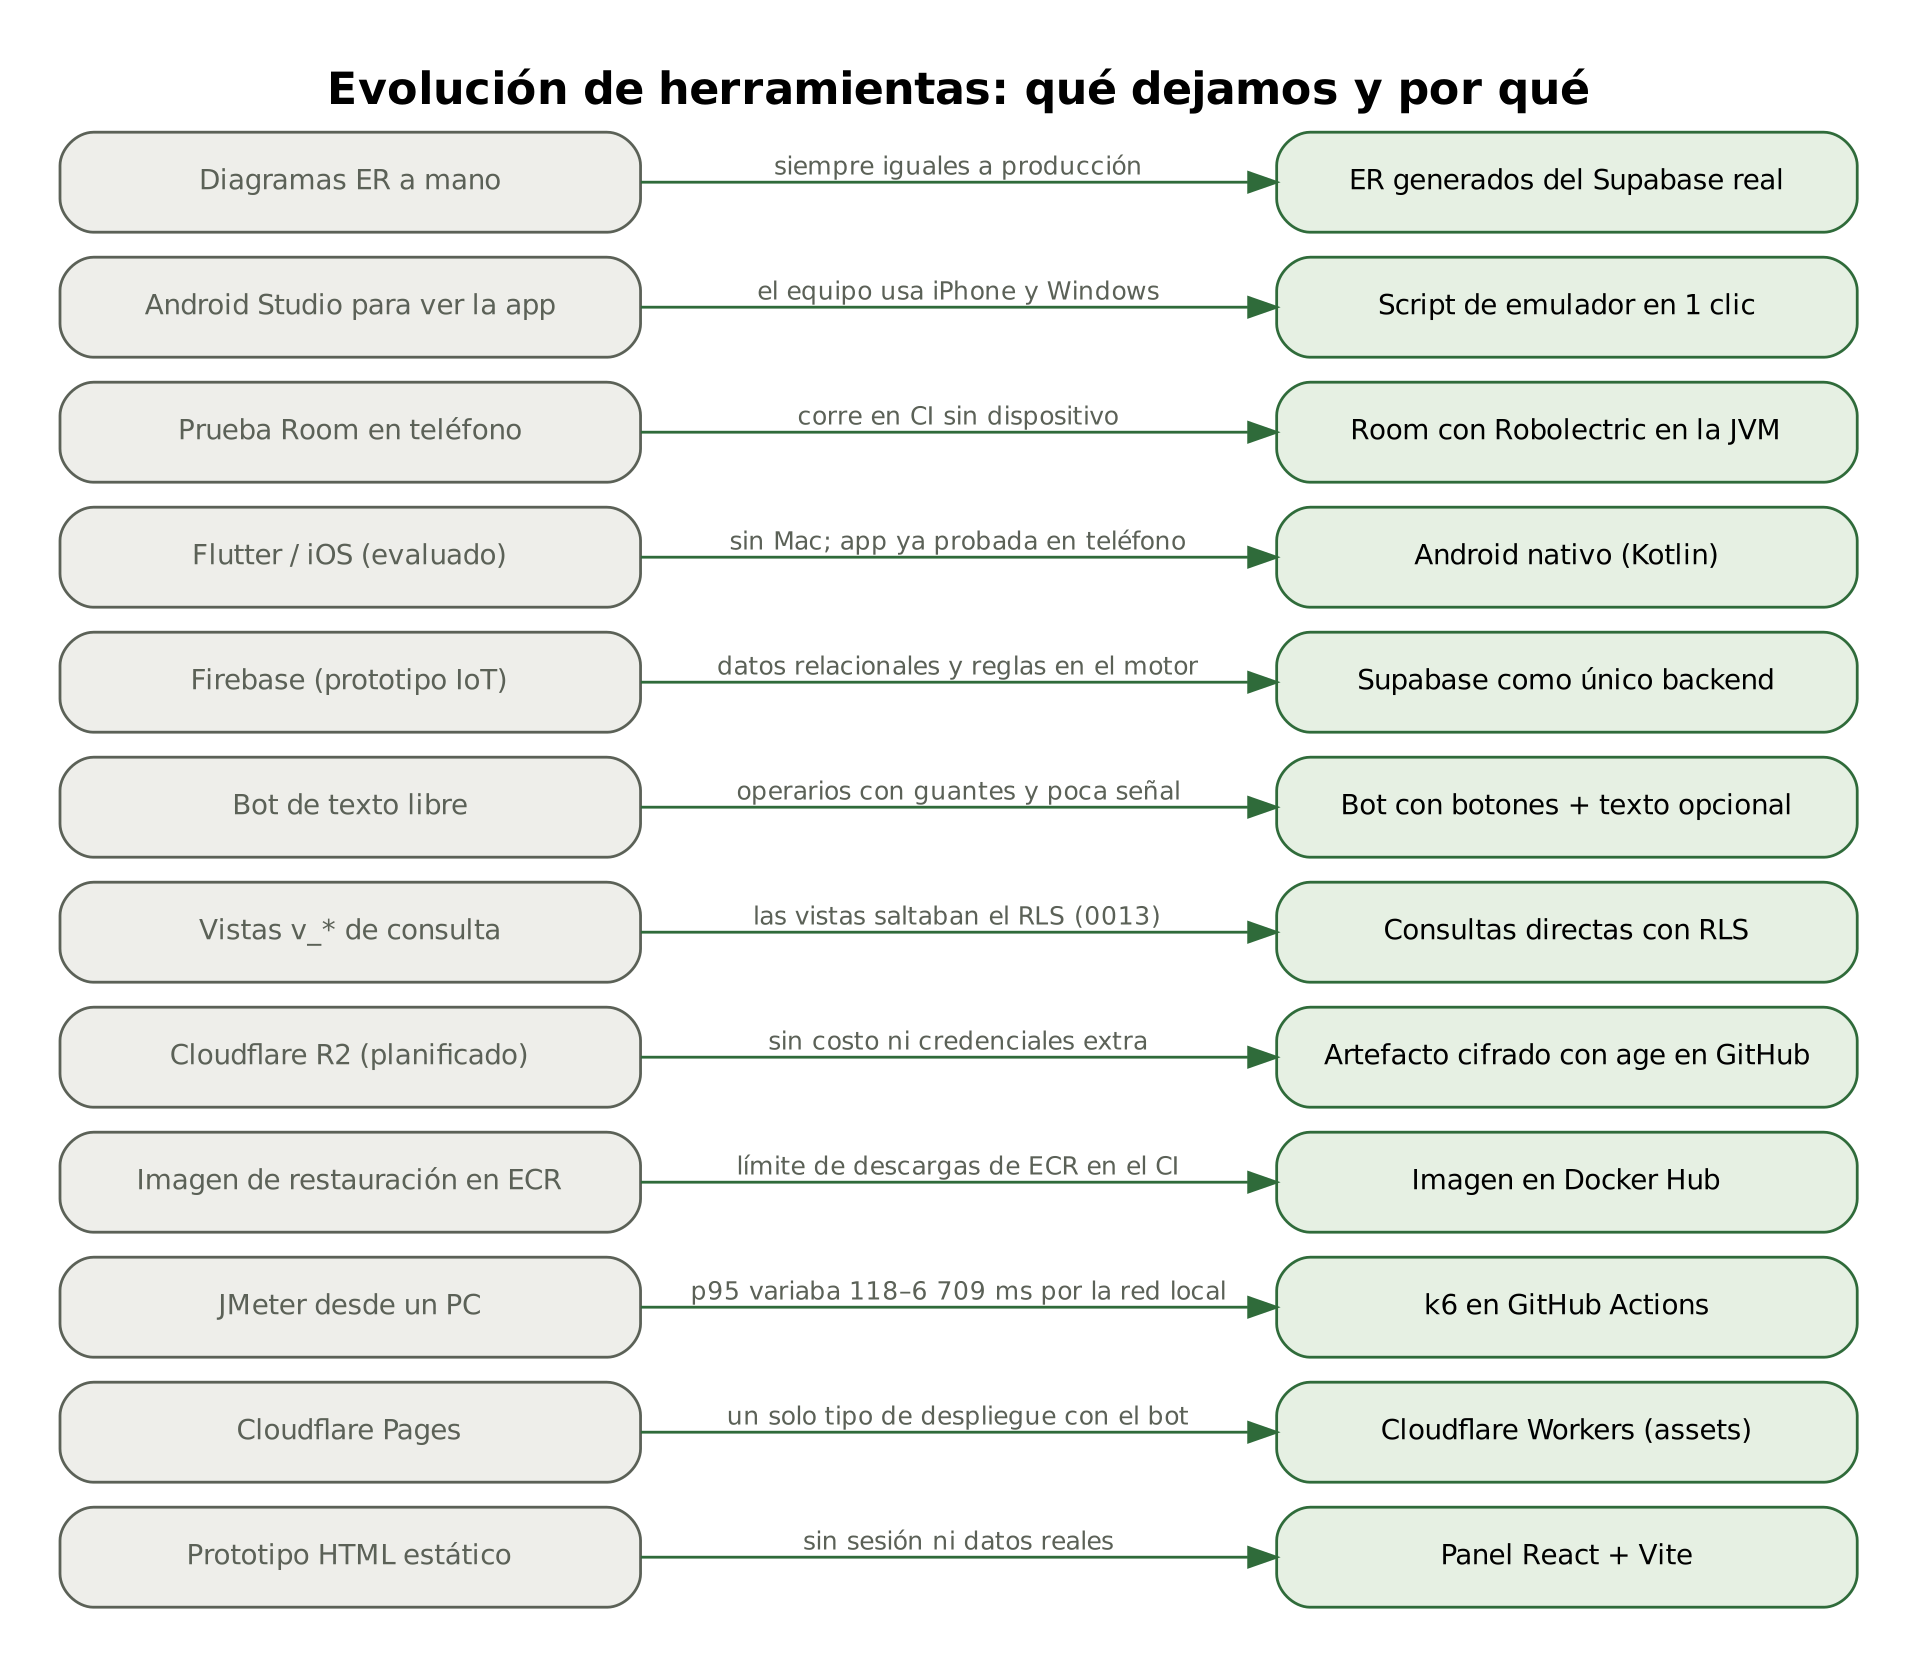 Evolución de herramientas: qué dejamos y por qué
Diagramas ER a mano
siempre iguales a producción
ER generados del Supabase real
Android Studio para ver la app
el equipo usa iPhone y Windows
Script de emulador en 1 clic
Prueba Room en teléfono
corre en CI sin dispositivo
Room con Robolectric en la JVM
Flutter / iOS (evaluado)
sin Mac; app ya probada en teléfono
Android nativo (Kotlin)
Firebase (prototipo IoT)
datos relacionales y reglas en el motor
Supabase como único backend
Bot de texto libre
operarios con guantes y poca señal
Bot con botones + texto opcional
Vistas v_* de consulta
las vistas saltaban el RLS (0013)
Consultas directas con RLS
Cloudflare R2 (planificado)
sin costo ni credenciales extra
Artefacto cifrado con age en GitHub
Imagen de restauración en ECR
límite de descargas de ECR en el CI
Imagen en Docker Hub
JMeter desde un PC
p95 variaba 118–6 709 ms por la red local
k6 en GitHub Actions
Cloudflare Pages
un solo tipo de despliegue con el bot
Cloudflare Workers (assets)
Prototipo HTML estático
sin sesión ni datos reales
Panel React + Vite